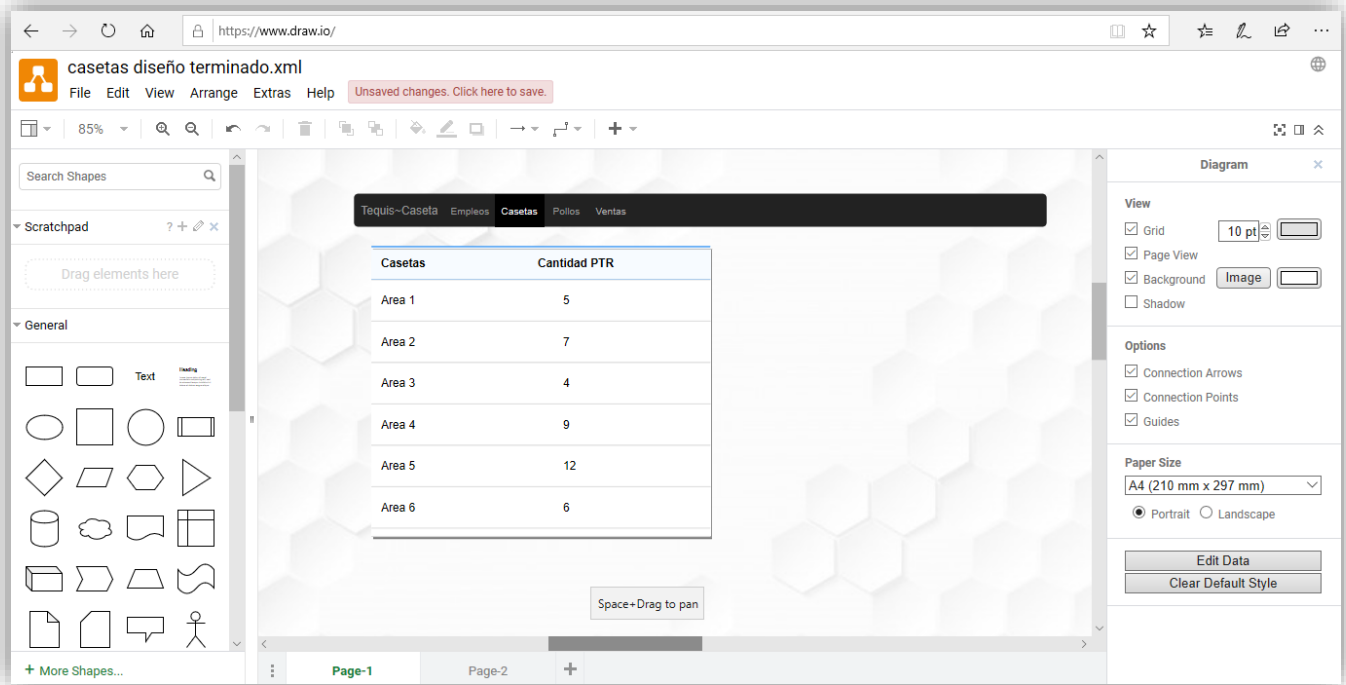 https://www.draw.io/
casetas diseño terminado.xml
File Edit View Arrange Extras Help Unsaved changes. Click here to save.
85%
Search Shapes
Scratchpad ?
Drag elements here
General
Text
Heading
+ More Shapes...
Tequis~Caseta Empleos Casetas Pollos Ventas
Casetas Cantidad PTR
Area 1 5
Area 2 7
Area 3 4
Area 4 9
Area 5 12
Area 6 6
Space+Drag to pan
Page-1 Page-2
Diagram
View
Grid 10 pt
Page View
Background Image
Shadow
Options
Connection Arrows
Connection Points
Guides
Paper Size
A4 (210 mm x 297 mm)
Portrait Landscape
Edit Data
Clear Default Style